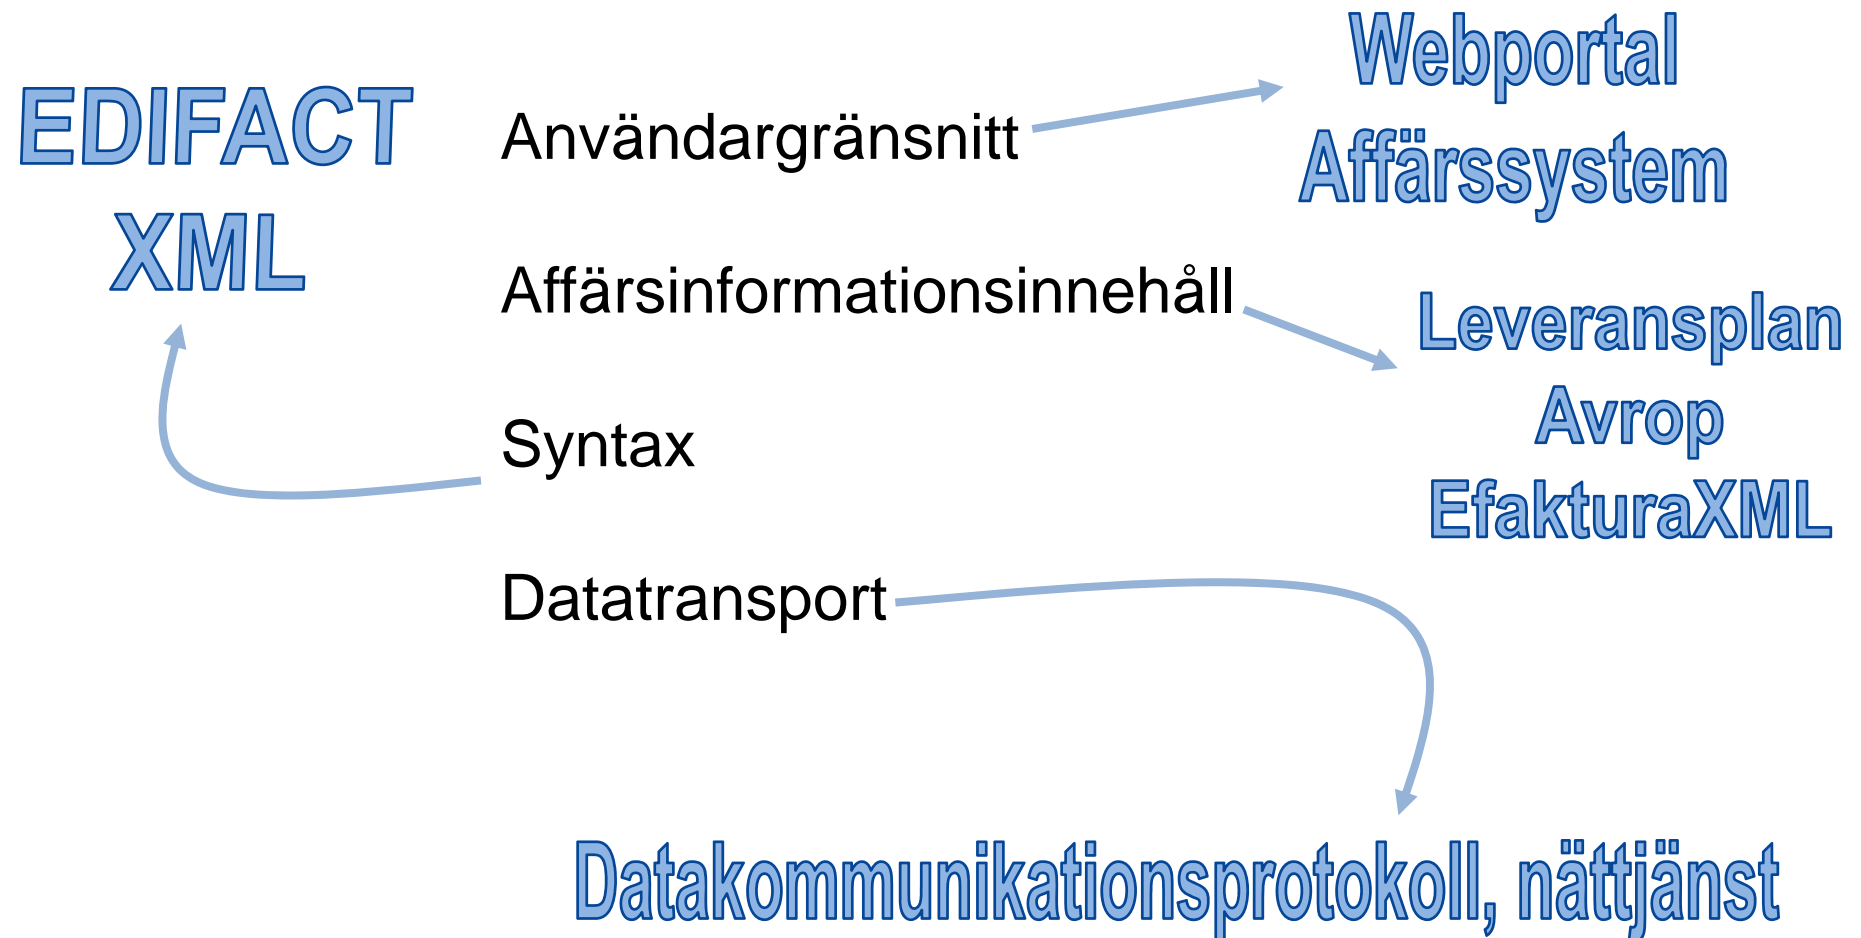 EDIFACT
XML
Användargränsnitt
Affärsinformationsinnehåll
Syntax
Datatransport
Webportal
Affärssystem
Leveransplan
Avrop
EfakturaXML
Datakommunikationsprotokoll, nättjänst